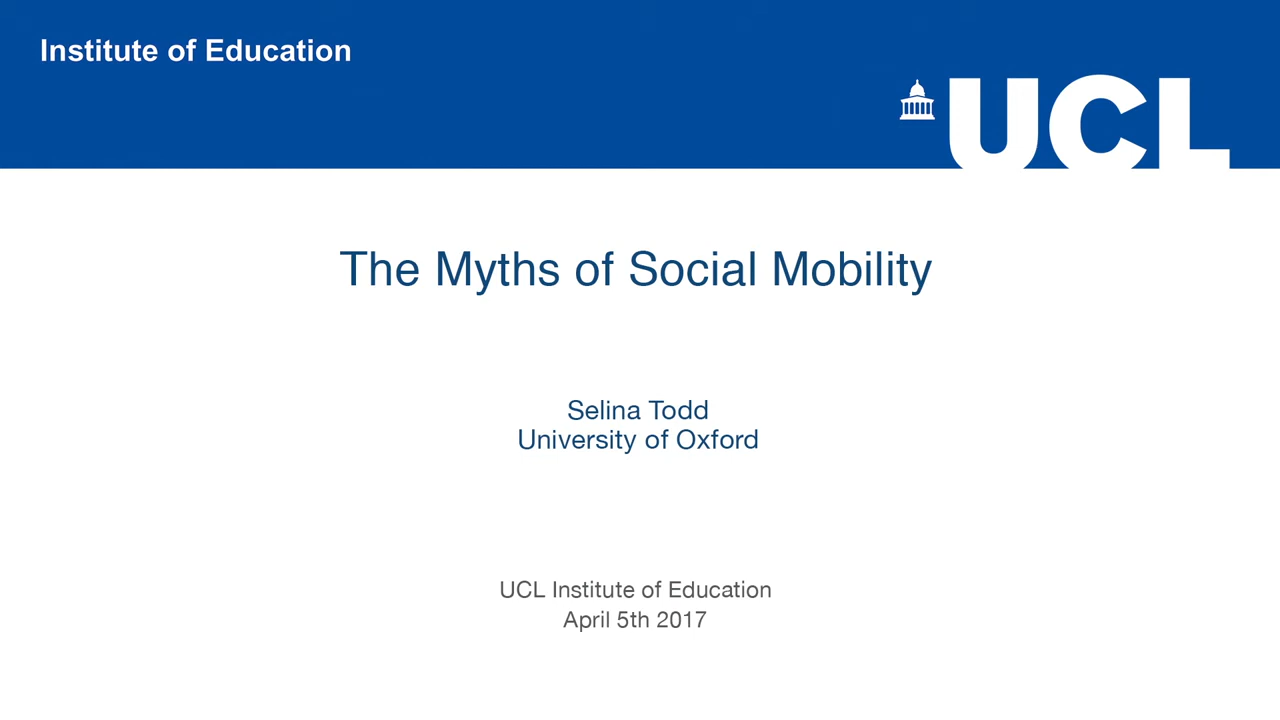 Institute of Education
UCL
The Myths of Social Mobility
Selina Todd
University of Oxford
UCL Institute of Education
April 5th 2017